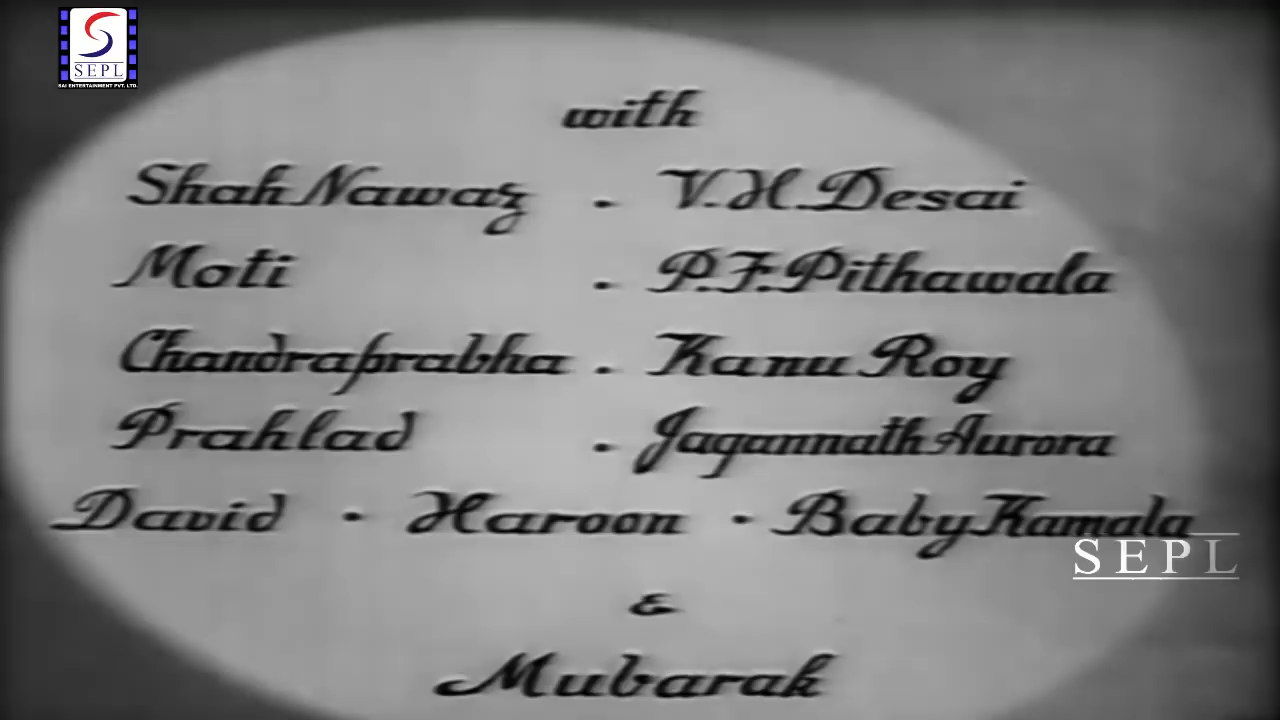 SEPL
SAI ENTERTAINMENT PVT. LTD.
with
Shah Nawaz . V. H. Desai
Moti . P. F. Pithawala
Chandraprabha . Kanu Roy
Prahlad . Jagannath Aurora
David . Haroon . Baby Kamala
SEPL
&
Mubarak